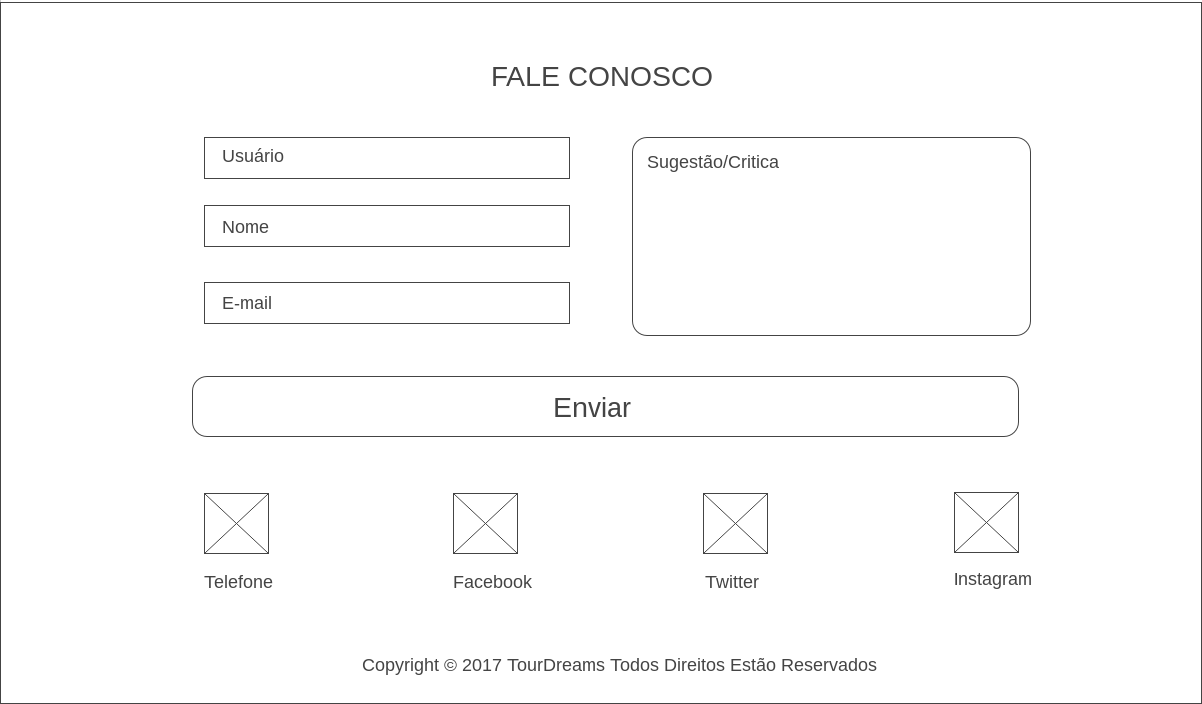 FALE CONOSCO
Usuário
Nome
E-mail
Sugestão/Critica
Enviar
Telefone
Facebook
Twitter
Instagram
Copyright © 2017 TourDreams Todos Direitos Estão Reservados